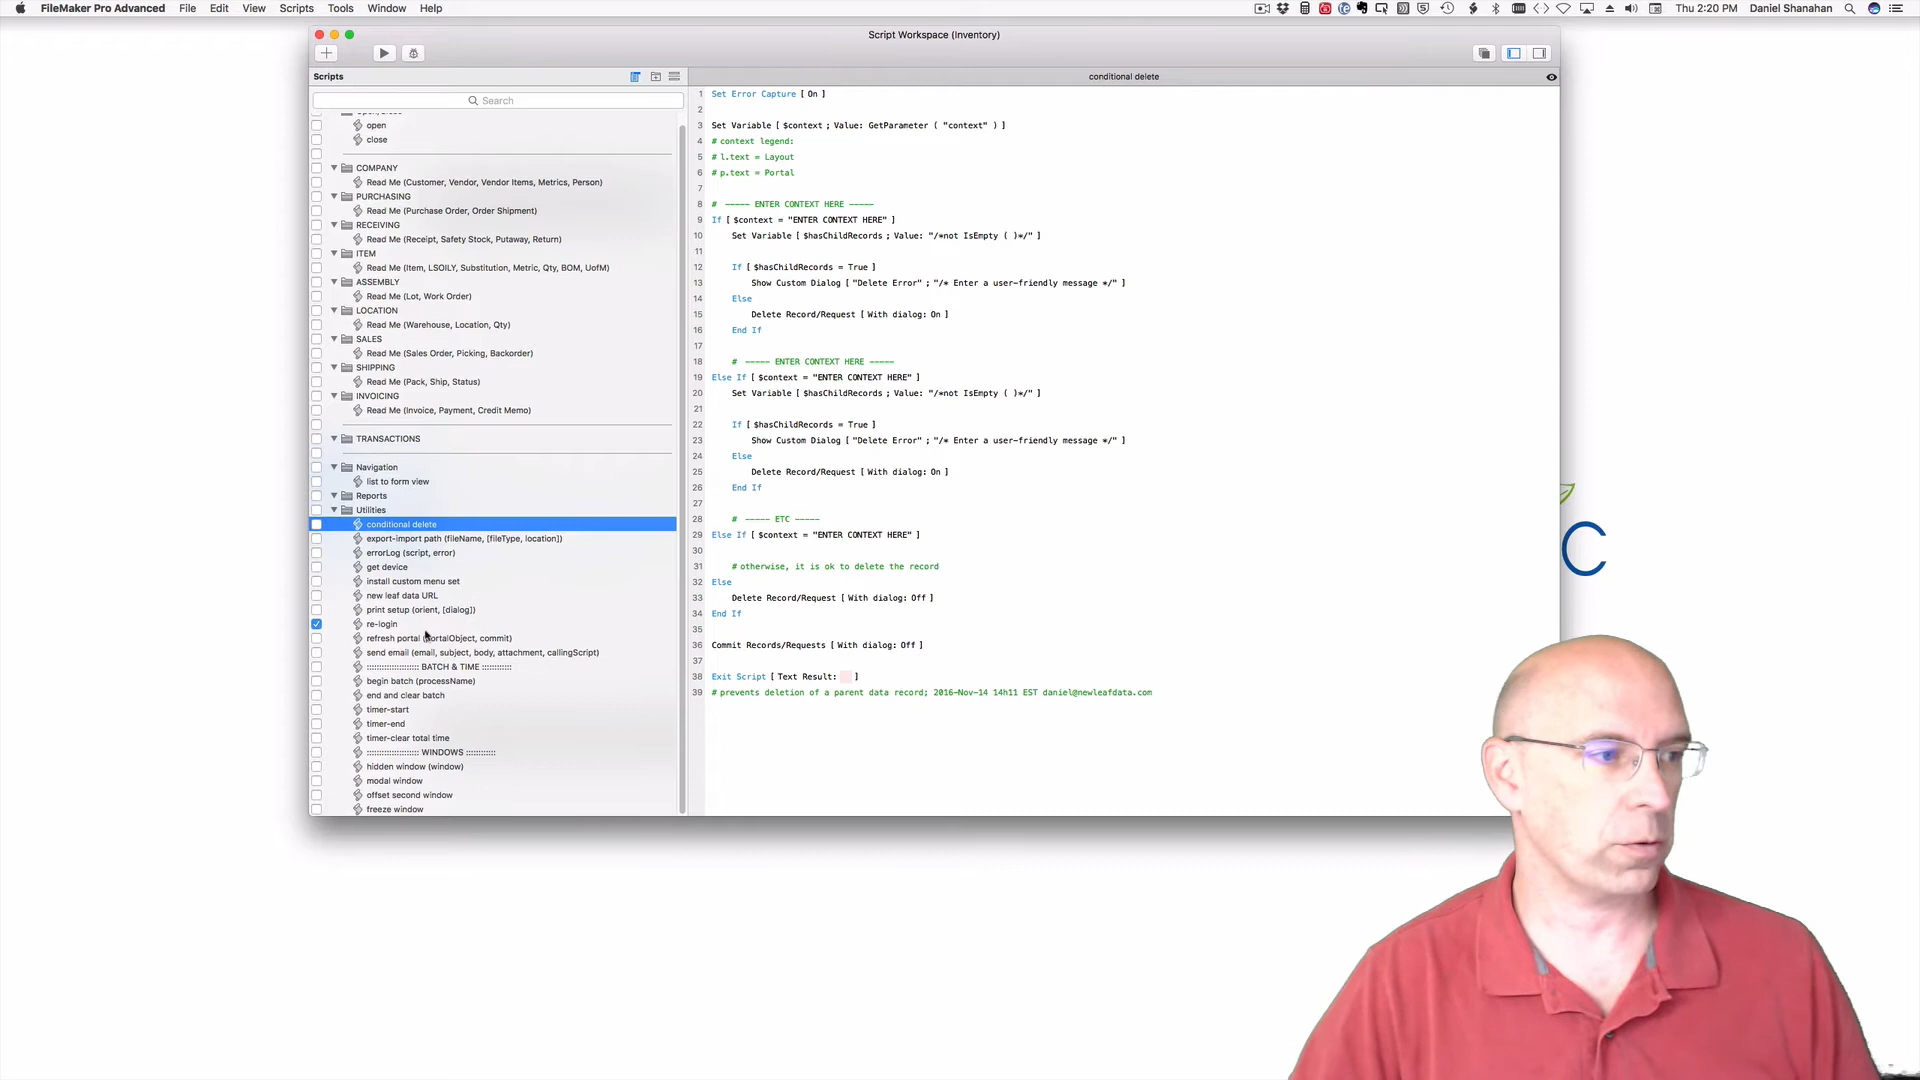 FileMaker Pro Advanced File Edit View Scripts Tools Window Help Thu 2:20 PM Daniel Shanahan
Script Workspace (Inventory)
Scripts
conditional delete
Search
open
close
COMPANY
Read Me (Customer, Vendor, Vendor Items, Metrics, Person)
PURCHASING
Read Me (Purchase Order, Order Shipment)
RECEIVING
Read Me (Receipt, Safety Stock, Putaway, Return)
ITEM
Read Me (Item, LSOILY, Substitution, Metric, Qty, BOM, UofM)
ASSEMBLY
Read Me (Lot, Work Order)
LOCATION
Read Me (Warehouse, Location, Qty)
SALES
Read Me (Sales Order, Picking, Backorder)
SHIPPING
Read Me (Pack, Ship, Status)
INVOICING
Read Me (Invoice, Payment, Credit Memo)
TRANSACTIONS
Navigation
list to form view
Reports
Utilities
conditional delete
export-import path (fileName, [fileType, location])
errorLog (script, error)
get device
install custom menu set
new leaf data URL
print setup (orient, [dialog])
re-login
refresh portal (portalObject, commit)
send email (email, subject, body, attachment, callingScript)
:::::::::::::::::::: BATCH & TIME :::::::::::
begin batch (processName)
end and clear batch
timer-start
timer-end
timer-clear total time
:::::::::::::::::::: WINDOWS :::::::::::
hidden window (window)
modal window
offset second window
freeze window
1 Set Error Capture [ On ]
2
3 Set Variable [ $context ; Value: GetParameter ( "context" ) ]
4 # context legend:
5 # l.text = Layout
6 # p.text = Portal
7
8 # ----- ENTER CONTEXT HERE -----
9 If [ $context = "ENTER CONTEXT HERE" ]
10 Set Variable [ $hasChildRecords ; Value: "/*not IsEmpty ( )*/" ]
11
12 If [ $hasChildRecords = True ]
13 Show Custom Dialog [ "Delete Error" ; "/* Enter a user-friendly message */" ]
14 Else
15 Delete Record/Request [ With dialog: On ]
16 End If
17
18 # ----- ENTER CONTEXT HERE -----
19 Else If [ $context = "ENTER CONTEXT HERE" ]
20 Set Variable [ $hasChildRecords ; Value: "/*not IsEmpty ( )*/" ]
21
22 If [ $hasChildRecords = True ]
23 Show Custom Dialog [ "Delete Error" ; "/* Enter a user-friendly message */" ]
24 Else
25 Delete Record/Request [ With dialog: On ]
26 End If
27
28 # ----- ETC -----
29 Else If [ $context = "ENTER CONTEXT HERE" ]
30
31 # otherwise, it is ok to delete the record
32 Else
33 Delete Record/Request [ With dialog: Off ]
34 End If
35
36 Commit Records/Requests [ With dialog: Off ]
37
38 Exit Script [ Text Result: ]
39 # prevents deletion of a parent data record; 2016-Nov-14 14h11 EST daniel@newleafdata.com
C